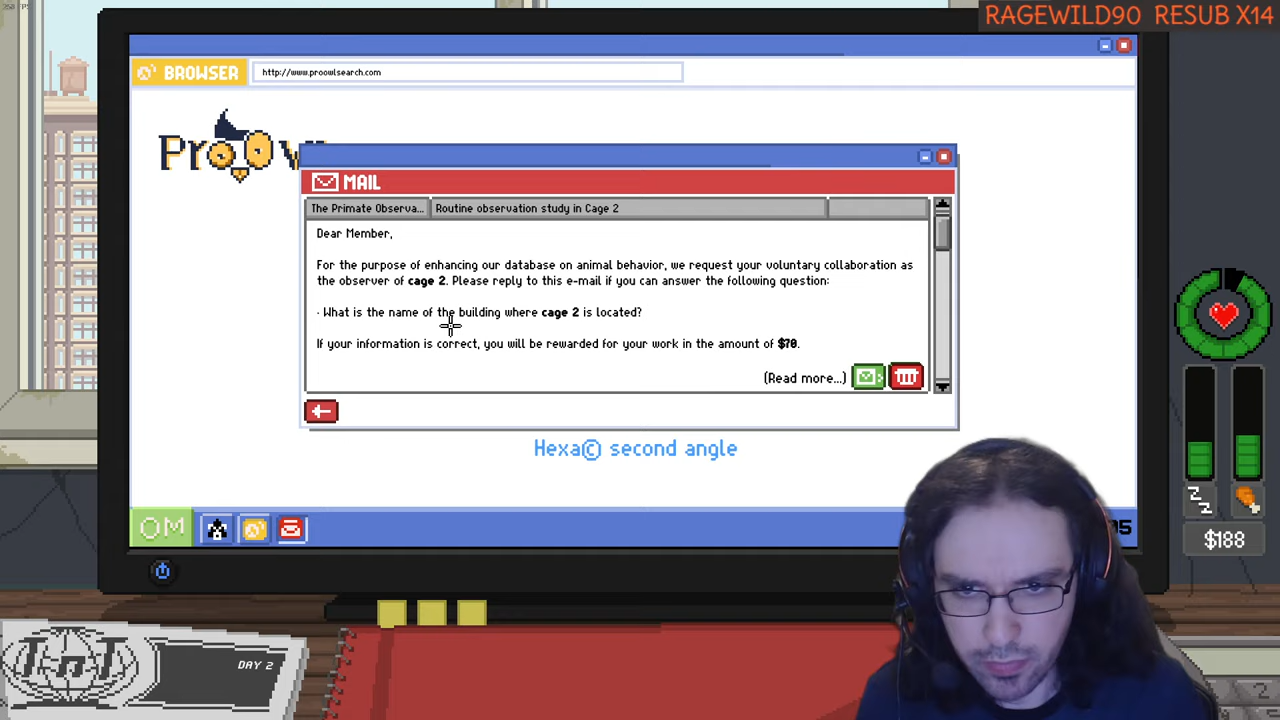 RAGEWILD90 RESUB X14
BROWSER
http://www.proowlsearch.com
MAIL
The Primate Observa... Routine observation study in Cage 2
Dear Member,
For the purpose of enhancing our database on animal behavior, we request your voluntary collaboration as
the observer of cage 2. Please reply to this e-mail if you can answer the following question:
· What is the name of the building where cage 2 is located?
If your information is correct, you will be rewarded for your work in the amount of $70.
(Read more...)
Hexa© second angle
OM
$188
DAY 2